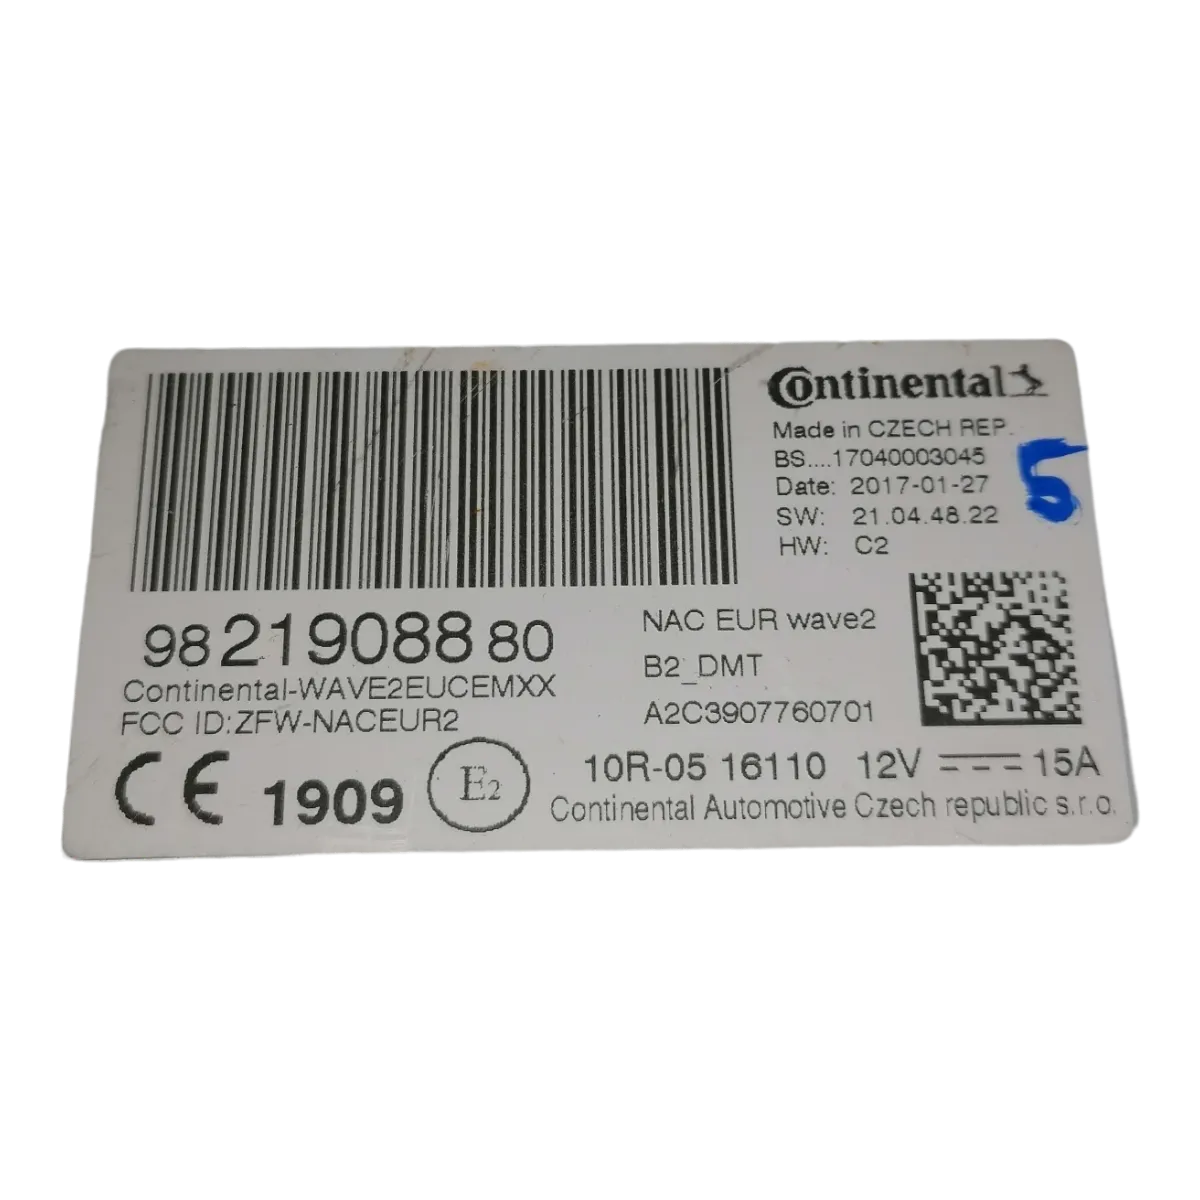 Continental
Made in CZECH REP.
BS....17040003045
Date: 2017-01-27
SW: 21.04.48.22
HW: C2
5
98 219088 80
Continental-WAVE2EUCEMXX
FCC ID:ZFW-NACEUR2
NAC EUR wave2
B2_DMT
A2C3907760701
CE 1909 E2
10R-05 16110 12V 15A
Continental Automotive Czech republic s.r.o.